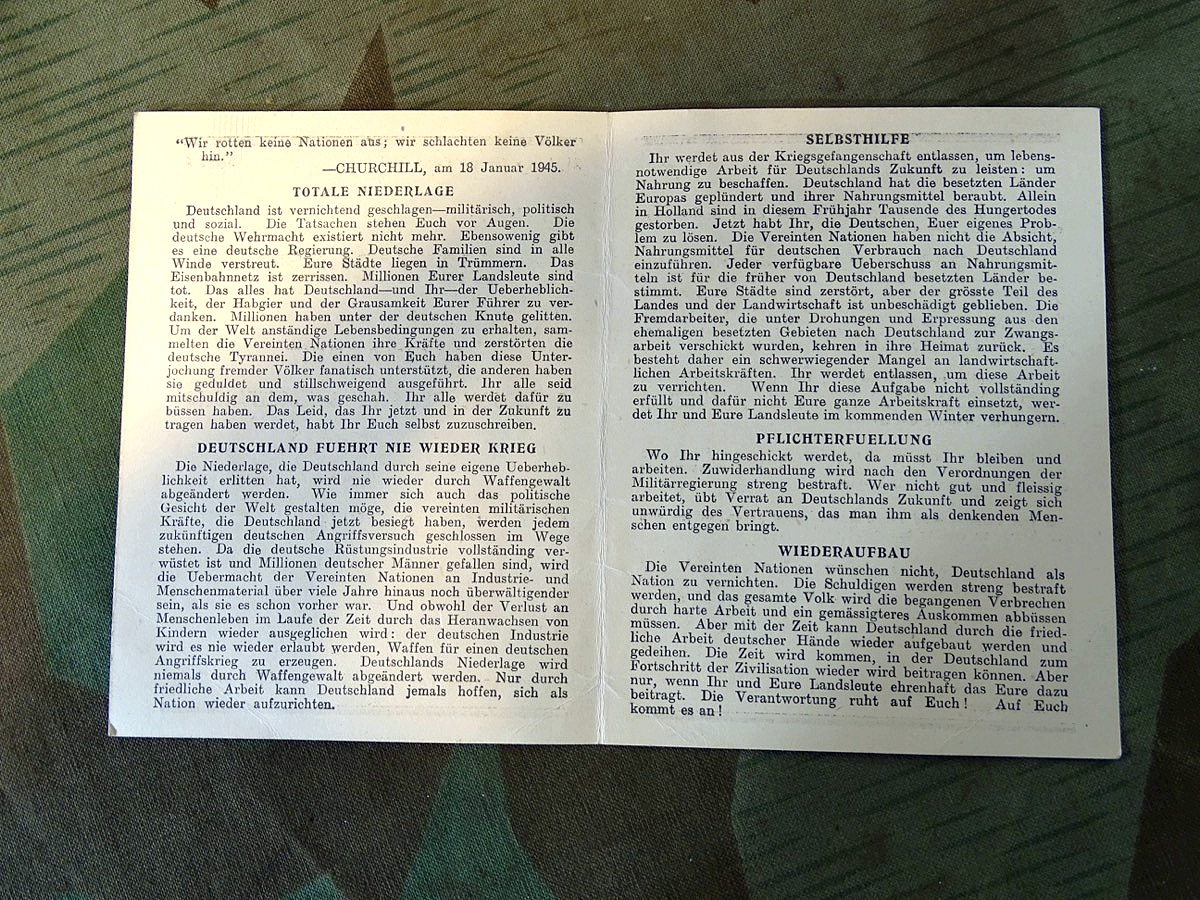 “Wir rotten keine Nationen aus; wir schlachten keine Völker
hin.”
—CHURCHILL, am 18 Januar 1945.
TOTALE NIEDERLAGE
Deutschland ist vernichtend geschlagen—militärisch, politisch
und sozial. Die Tatsachen stehen Euch vor Augen. Die
deutsche Wehrmacht existiert nicht mehr. Ebensowenig gibt
es eine deutsche Regierung. Deutsche Familien sind in alle
Winde verstreut. Eure Städte liegen in Trümmern. Das
Eisenbahnnetz ist zerrissen. Millionen Eurer Landsleute sind
tot. Das alles hat Deutschland—und Ihr—der Ueberheblich-
keit, der Habgier und der Grausamkeit Eurer Führer zu ver-
danken. Millionen haben unter der deutschen Knute gelitten.
Um der Welt anständige Lebensbedingungen zu erhalten, sam-
melten die Vereinten Nationen ihre Kräfte und zerstörten die
deutsche Tyrannei. Die einen von Euch haben diese Unter-
jochung fremder Völker fanatisch unterstützt, die anderen haben
sie geduldet und stillschweigend ausgeführt. Ihr alle seid
mitschuldig an dem, was geschah. Ihr alle werdet dafür zu
büssen haben. Das Leid, das Ihr jetzt und in der Zukunft zu
tragen haben werdet, habt Ihr Euch selbst zuzuschreiben.
DEUTSCHLAND FUEHRT NIE WIEDER KRIEG
Die Niederlage, die Deutschland durch seine eigene Ueberheb-
lichkeit erlitten hat, wird nie wieder durch Waffengewalt
abgeändert werden. Wie immer sich auch das politische
Gesicht der Welt gestalten möge, die vereinten militärischen
Kräfte, die Deutschland jetzt besiegt haben, werden jedem
zukünftigen deutschen Angriffsversuch geschlossen im Wege
stehen. Da die deutsche Rüstungsindustrie vollständing ver-
wüstet ist und Millionen deutscher Männer gefallen sind, wird
die Uebermacht der Vereinten Nationen an Industrie- und
Menschenmaterial über viele Jahre hinaus noch überwältigender
sein, als sie es schon vorher war. Und obwohl der Verlust an
Menschenleben im Laufe der Zeit durch das Heranwachsen von
Kindern wieder ausgeglichen wird: der deutschen Industrie
wird es nie wieder erlaubt werden, Waffen für einen deutschen
Angriffskrieg zu erzeugen. Deutschlands Niederlage wird
niemals durch Waffengewalt abgeändert werden. Nur durch
friedliche Arbeit kann Deutschland jemals hoffen, sich als
Nation wieder aufzurichten.
SELBSTHILFE
Ihr werdet aus der Kriegsgefangenschaft entlassen, um lebens-
notwendige Arbeit für Deutschlands Zukunft zu leisten: um
Nahrung zu beschaffen. Deutschland hat die besetzten Länder
Europas geplündert und ihrer Nahrungsmittel beraubt. Allein
in Holland sind in diesem Frühjahr Tausende des Hungertodes
gestorben. Jetzt habt Ihr, die Deutschen, Euer eigenes Prob-
lem zu lösen. Die Vereinten Nationen haben nicht die Absicht,
Nahrungsmittel für deutschen Verbrauch nach Deutschland
einzuführen. Jeder verfügbare Ueberschuss an Nahrungsmit-
teln ist für die früher von Deutschland besetzten Länder be-
stimmt. Eure Städte sind zerstört, aber der grösste Teil des
Landes und der Landwirtschaft ist unbeschädigt geblieben. Die
Fremdarbeiter, die unter Drohungen und Erpressung aus den
ehemaligen besetzten Gebieten nach Deutschland zur Zwangs-
arbeit verschickt wurden, kehren in ihre Heimat zurück. Es
besteht daher ein schwerwiegender Mangel an landwirtschaft-
lichen Arbeitskräften. Ihr werdet entlassen, um diese Arbeit
zu verrichten. Wenn Ihr diese Aufgabe nicht vollständing
erfüllt und dafür nicht Eure ganze Arbeitskraft einsetzt, wer-
det Ihr und Eure Landsleute im kommenden Winter verhungern.
PFLICHTERFUELLUNG
Wo Ihr hingeschickt werdet, da müsst Ihr bleiben und
arbeiten. Zuwiderhandlung wird nach den Verordnungen der
Militärregierung streng bestraft. Wer nicht gut und fleissig
arbeitet, übt Verrat an Deutschlands Zukunft und zeigt sich
unwürdig des Vertrauens, das man ihm als denkenden Men-
schen entgegen bringt.
WIEDERAUFBAU
Die Vereinten Nationen wünschen nicht, Deutschland als
Nation zu vernichten. Die Schuldigen werden streng bestraft
werden, und das gesamte Volk wird die begangenen Verbrechen
durch harte Arbeit und ein gemässigteres Auskommen abbüssen
müssen. Aber mit der Zeit kann Deutschland durch die fried-
liche Arbeit deutscher Hände wieder aufgebaut werden und
gedeihen. Die Zeit wird kommen, in der Deutschland zum
Fortschritt der Zivilisation wieder wird beitragen können. Aber
nur, wenn Ihr und Eure Landsleute ehrenhaft das Eure dazu
beitragt. Die Verantwortung ruht auf Euch! Auf Euch
kommt es an!